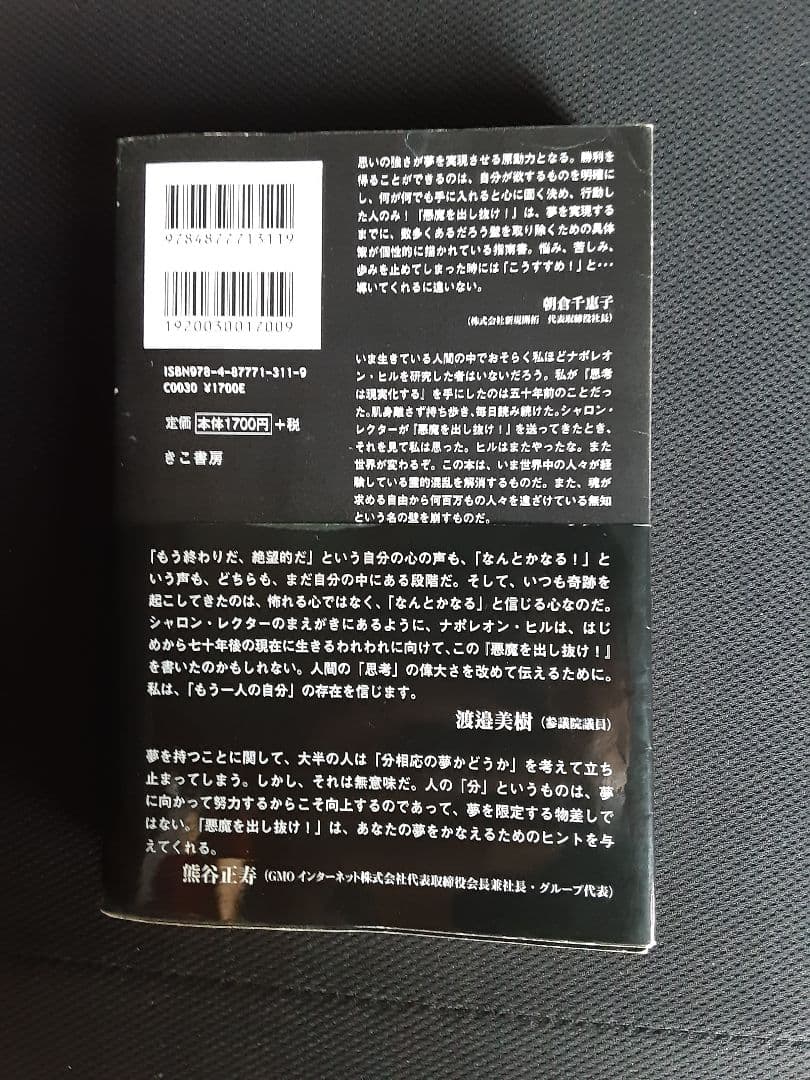 9784877713119
1920030017009
ISBN978-4-87771-311-9
C0030 ¥1700E
定価 本体1700円 +税
きこ書房
思いの強さが夢を実現させる原動力となる。勝利を
得ることができるのは、自分が欲するものを明確に
し、何が何でも手に入れると心に固く決め、行動し
た人のみ!『悪魔を出し抜け!』は、夢を実現する
までに、数多くあるだろう壁を取り除くための具体
策が個性的に描かれている指南書。悩み、苦しみ、
歩みを止めてしまった時には「こうすすめ!」と…
導いてくれるに違いない。
朝倉千恵子
(株式会社新規開拓 代表取締役社長)
いま生きている人間の中でおそらく私ほどナポレオ
ン・ヒルを研究した者はいないだろう。私が『思考
は現実化する』を手にしたのは五十年前のことだっ
た。肌身離さず持ち歩き、毎日読み続けた。シャロン・
レクターが『悪魔を出し抜け!』を送ってきたとき、
それを見て私は思った。ヒルはまたやったな。また
世界が変わるぞ。この本は、いま世界中の人々が経
験している霊的混乱を解消するものだ。また、魂が
求める自由から何百万もの人々を遠ざけている無知
という名の壁を崩すものだ。
「もう終わりだ、絶望的だ」という自分の心の声も、「なんとかなる!」と
いう声も、どちらも、まだ自分の中にある段階だ。そして、いつも奇跡を
起こしてきたのは、怖れる心ではなく、「なんとかなる」と信じる心なのだ。
シャロン・レクターのまえがきにあるように、ナポレオン・ヒルは、はじ
めから七十年後の現在に生きるわれわれに向けて、この『悪魔を出し抜け!』
を書いたのかもしれない。人間の「思考」の偉大さを改めて伝えるために。
私は、「もう一人の自分」の存在を信じます。
渡邉美樹(参議院議員)
夢を持つことに関して、大半の人は「分相応の夢かどうか」を考えて立ち
止まってしまう。しかし、それは無意味だ。人の「分」というものは、夢
に向かって努力するからこそ向上するのであって、夢を限定する物差しで
はない。『悪魔を出し抜け!』は、あなたの夢をかなえるためのヒントを与
えてくれる。
熊谷正寿(GMOインターネット株式会社代表取締役会長兼社長・グループ代表)